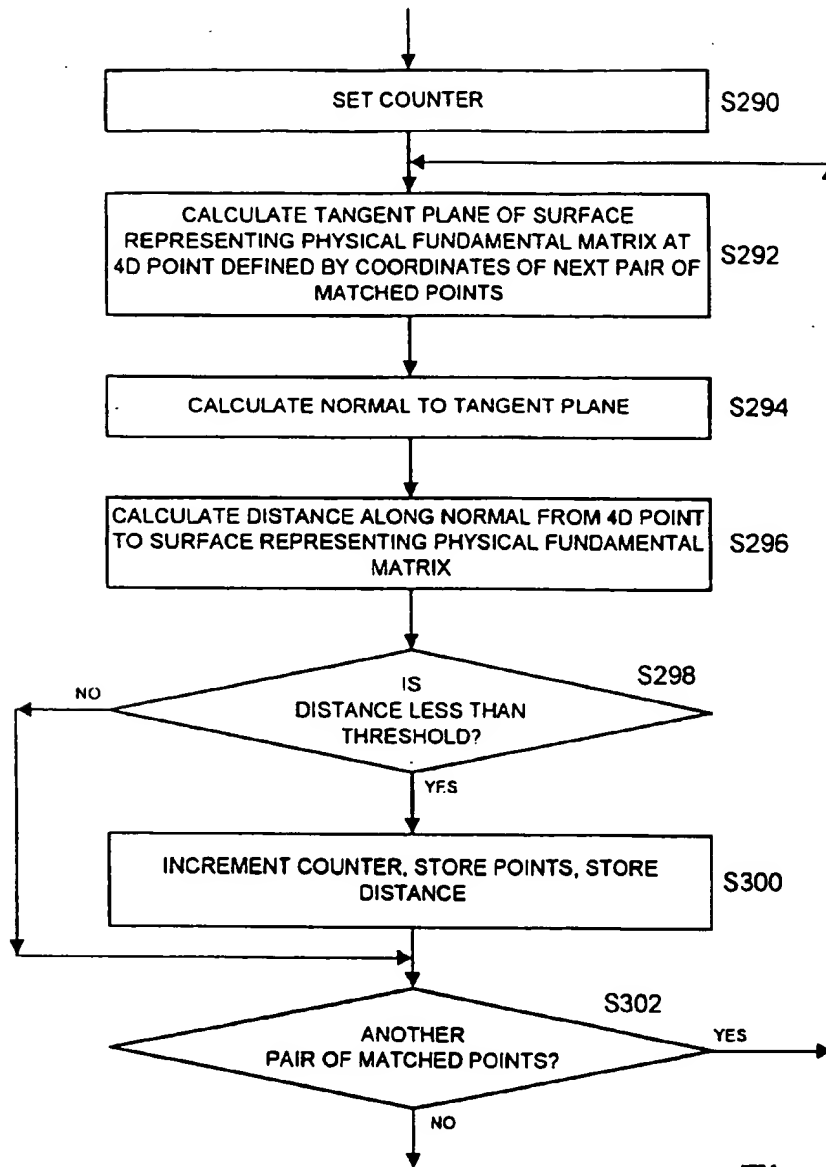 SET COUNTER
S290
CALCULATE TANGENT PLANE OF SURFACE
REPRESENTING PHYSICAL FUNDAMENTAL MATRIX AT
4D POINT DEFINED BY COORDINATES OF NEXT PAIR OF
MATCHED POINTS
S292
CALCULATE NORMAL TO TANGENT PLANE
S294
CALCULATE DISTANCE ALONG NORMAL FROM 4D POINT
TO SURFACE REPRESENTING PHYSICAL FUNDAMENTAL
MATRIX
S296
S298
NO
IS
DISTANCE LESS THAN
THRESHOLD?
YES
INCREMENT COUNTER, STORE POINTS, STORE
DISTANCE
S300
S302
ANOTHER
PAIR OF MATCHED POINTS?
YES
NO